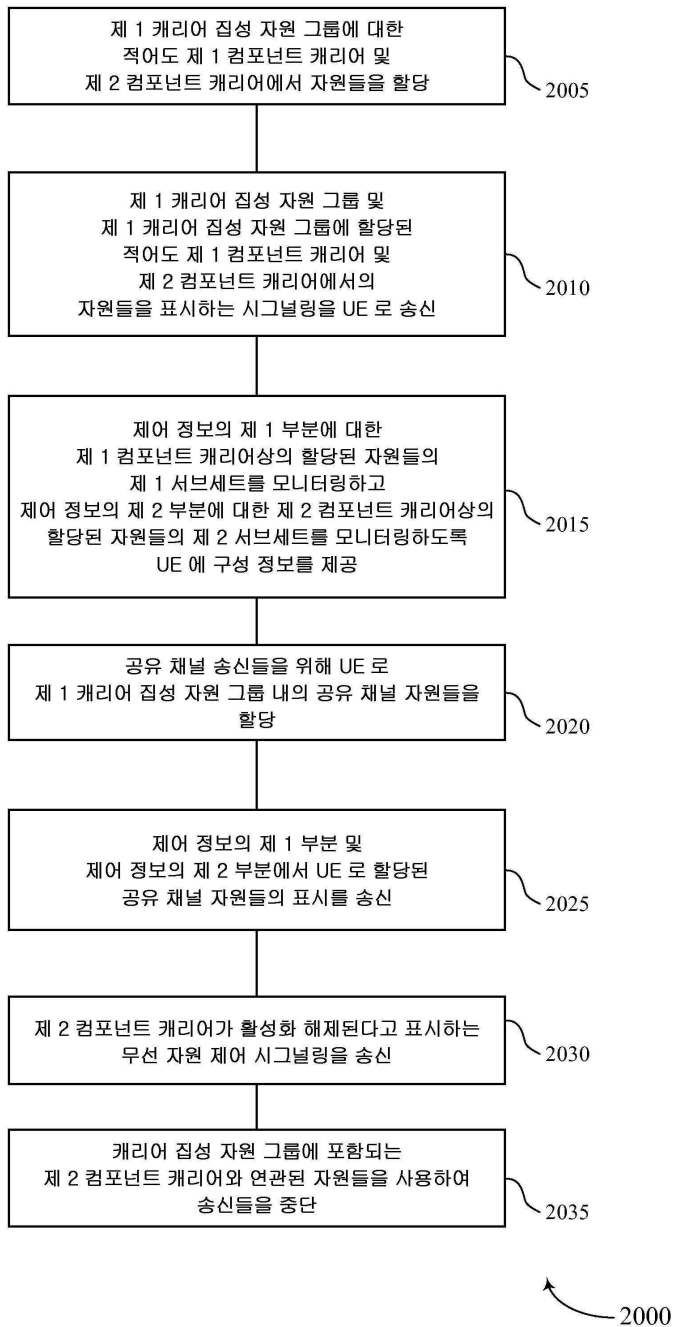 제 1 캐리어 집성 자원 그룹에 대한
적어도 제 1 컴포넌트 캐리어 및
제 2 컴포넌트 캐리어에서 자원들을 할당
2005
제 1 캐리어 집성 자원 그룹 및
제 1 캐리어 집성 자원 그룹에 할당된
적어도 제 1 컴포넌트 캐리어 및
제 2 컴포넌트 캐리어에서의
자원들을 표시하는 시그널링을 UE 로 송신
2010
제어 정보의 제 1 부분에 대한
제 1 컴포넌트 캐리어상의 할당된 자원들의
제 1 서브세트를 모니터링하고
제어 정보의 제 2 부분에 대한 제 2 컴포넌트 캐리어상의
할당된 자원들의 제 2 서브세트를 모니터링하도록
UE 에 구성 정보를 제공
2015
공유 채널 송신들을 위해 UE 로
제 1 캐리어 집성 자원 그룹 내의 공유 채널 자원들을
할당
2020
제어 정보의 제 1 부분 및
제어 정보의 제 2 부분에서 UE 로 할당된
공유 채널 자원들의 표시를 송신
2025
제 2 컴포넌트 캐리어가 활성화 해제된다고 표시하는
무선 자원 제어 시그널링을 송신
2030
캐리어 집성 자원 그룹에 포함되는
제 2 컴포넌트 캐리어와 연관된 자원들을 사용하여
송신들을 중단
2035
2000